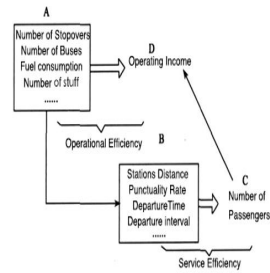 A
Number of Stopovers
Number of Buses
Fuel consumption
Number of stuff
......
D
Operating Income
Operational Efficiency
B
Stations Distance
Punctuality Rate
DepartureTime
Departure interval
......
C
Number of
Passengers
Service Efficiency